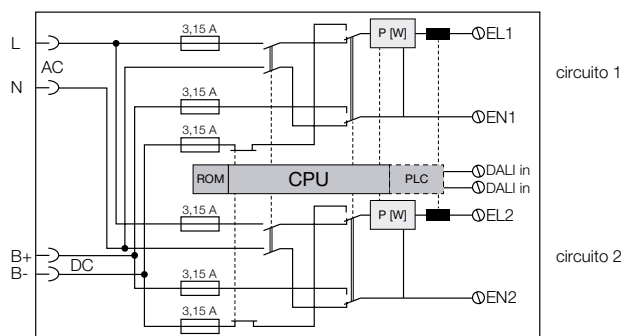 3,15 A
L
P [W]
EL1
AC
circuito 1
N
3,15 A
EN1
3,15 A
DALI in
ROM
CPU
PLC
DALI in
3,15 A
P [W]
EL2
B+
DC
circuito 2
B-
3,15 A
EN2
3,15 A